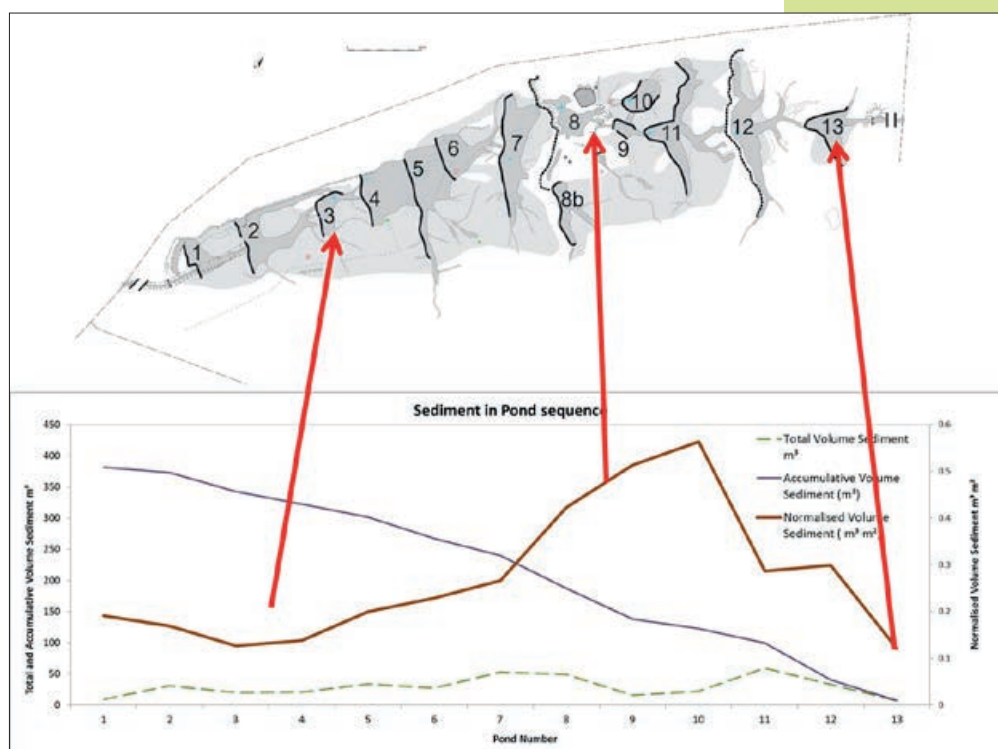 10
8
13
12
11
7
9
6
5
8b
4
3
2
1
Sediment in Pond sequence
450
400
350
300
250
200
150
100
50
0
Total and Accumulative Volume Sediment m³
0.6
0.5
0.4
0.3
0.2
0.1
0
Normalised Volume Sediment m³ m²
Total Volume Sediment
m³
Accumulative Volume
Sediment (m³)
Normalised Volume
Sediment ( m³ m²)
1 2 3 4 5 6 7 8 9 10 11 12 13
Pond Number